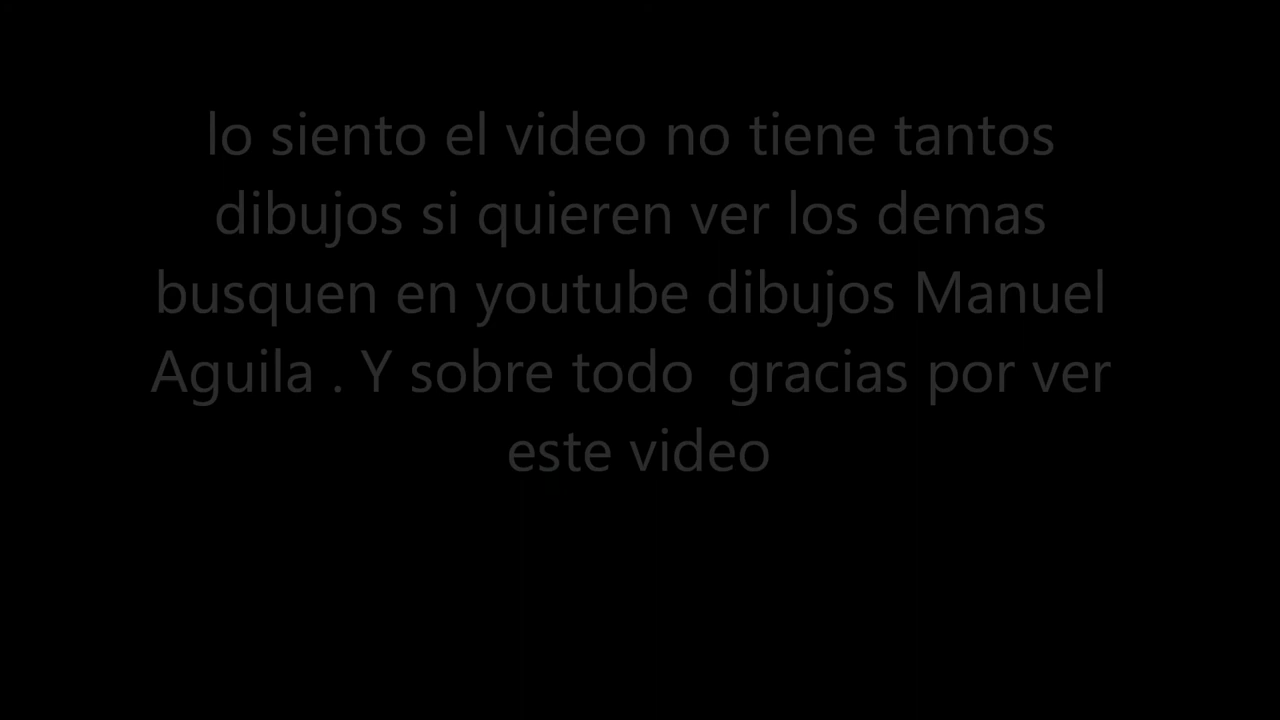 lo siento el video no tiene tantos
dibujos si quieren ver los demas
busquen en youtube dibujos Manuel
Aguila . Y sobre todo  gracias por ver
este video